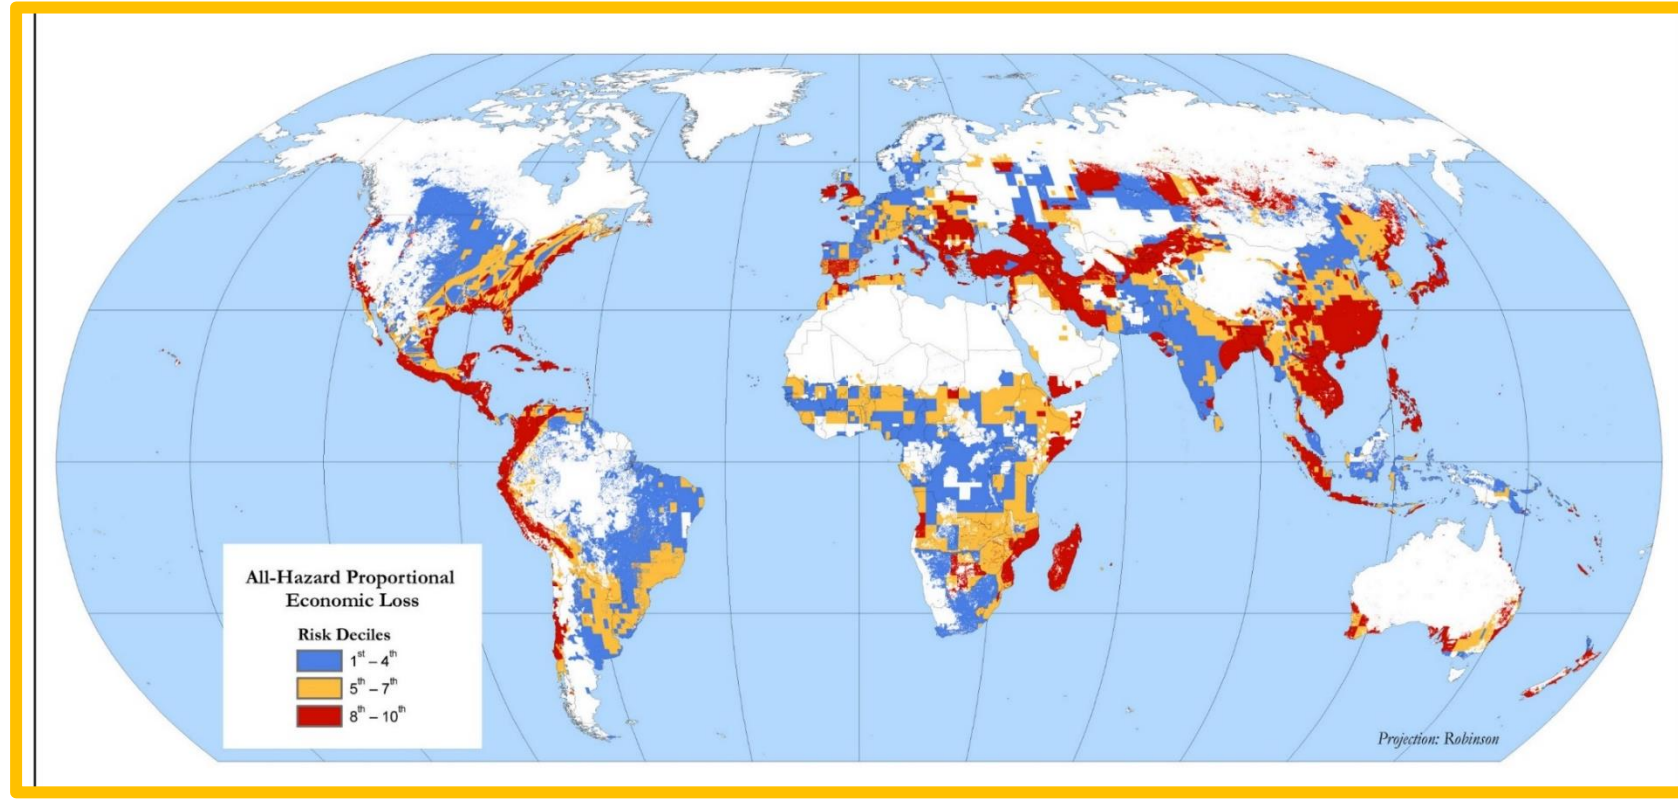 All-Hazard Proportional
Economic Loss
Risk Deciles
1st – 4th
5th – 7th
8th – 10th
Projection: Robinson